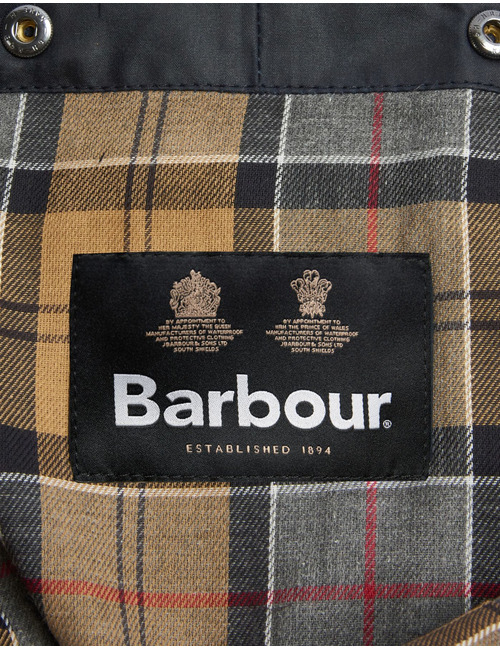 BY APPOINTMENT TO
HER MAJESTY THE QUEEN
MANUFACTURERS OF WATERPROOF
AND PROTECTIVE CLOTHING
J.BARBOUR & SONS LTD
SOUTH SHIELDS
BY APPOINTMENT TO
HRH THE PRINCE OF WALES
MANUFACTURERS OF WATERPROOF
AND PROTECTIVE CLOTHING
J.BARBOUR & SONS LTD
SOUTH SHIELDS
Barbour®
ESTABLISHED 1894